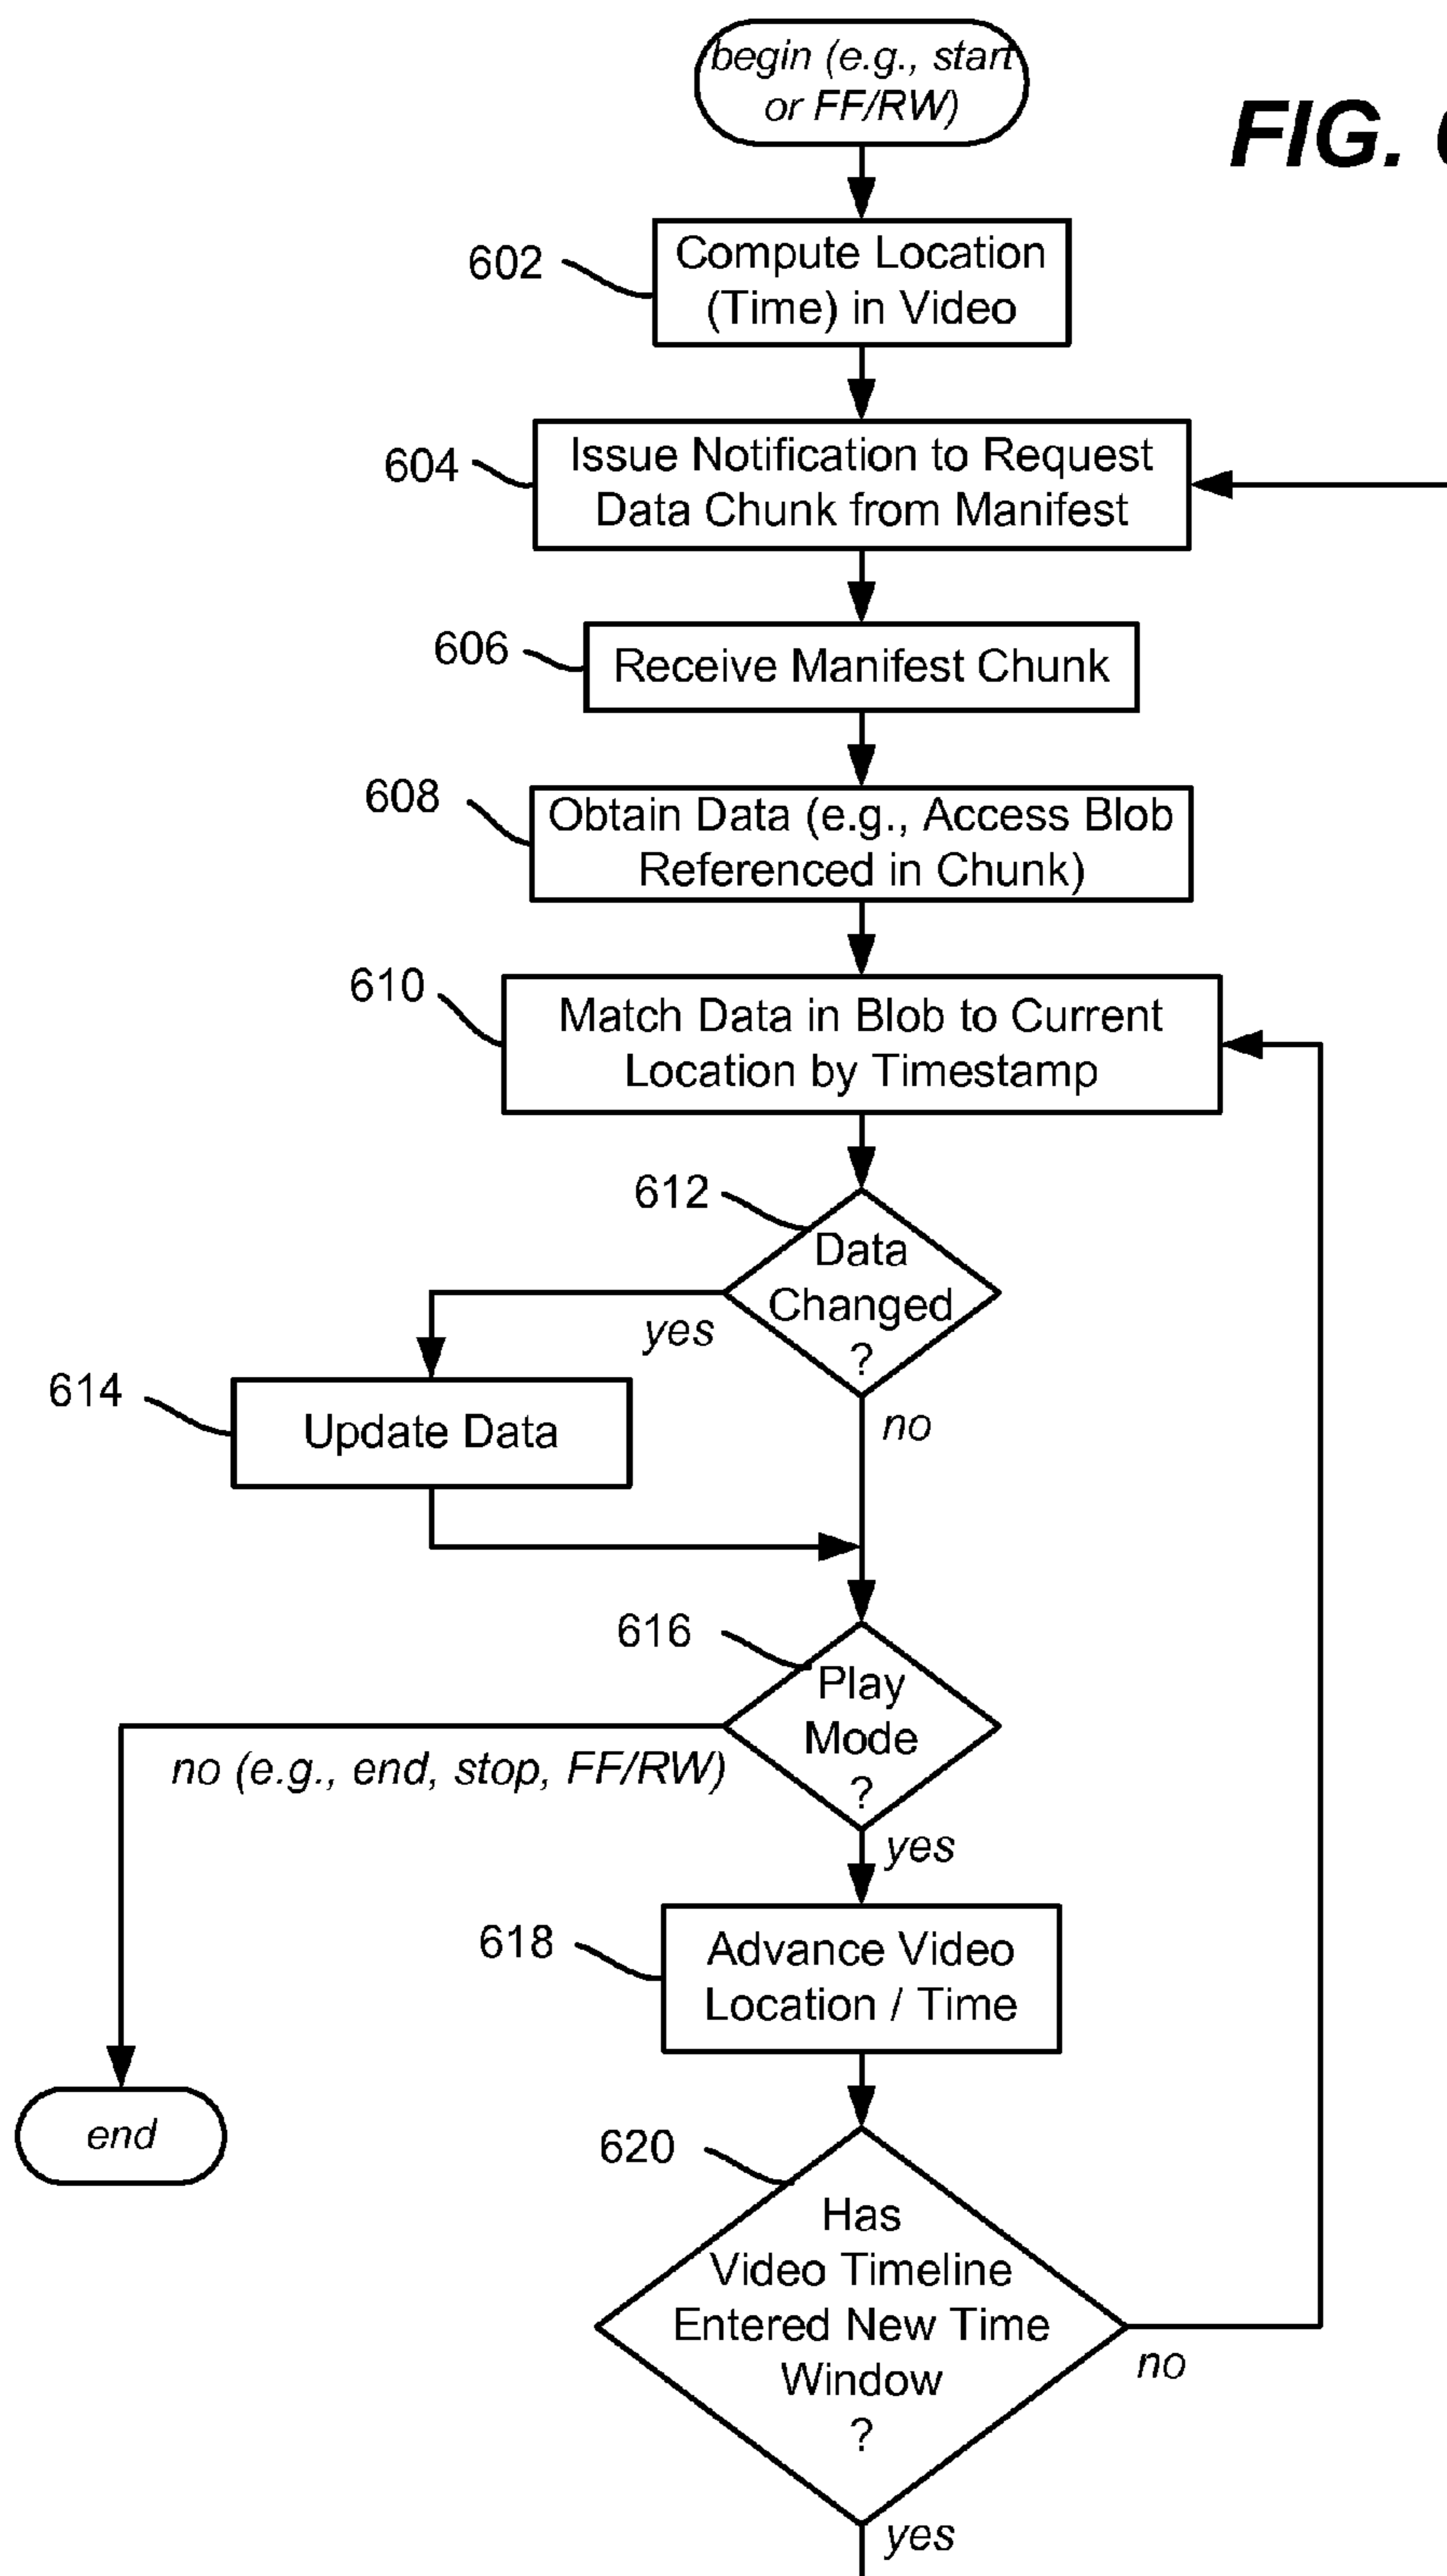 begin (e.g., start
or FF/RW)
FIG. 6
602
Compute Location
(Time) in Video
604
Issue Notification to Request
Data Chunk from Manifest
606
Receive Manifest Chunk
608
Obtain Data (e.g., Access Blob
Referenced in Chunk)
610
Match Data in Blob to Current
Location by Timestamp
612
Data
Changed
?
yes
no
614
Update Data
616
Play
Mode
?
no (e.g., end, stop, FF/RW)
yes
618
Advance Video
Location / Time
end
620
Has
Video Timeline
Entered New Time
Window
?
no
yes